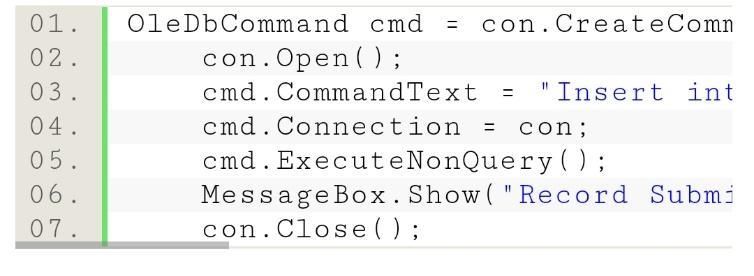 01. OleDbCommand cmd = con.CreateComm
02. con.Open();
03. cmd.CommandText = "Insert int
04. cmd.Connection = con;
05. cmd.ExecuteNonQuery();
06. MessageBox.Show("Record Submi
07. con.Close();